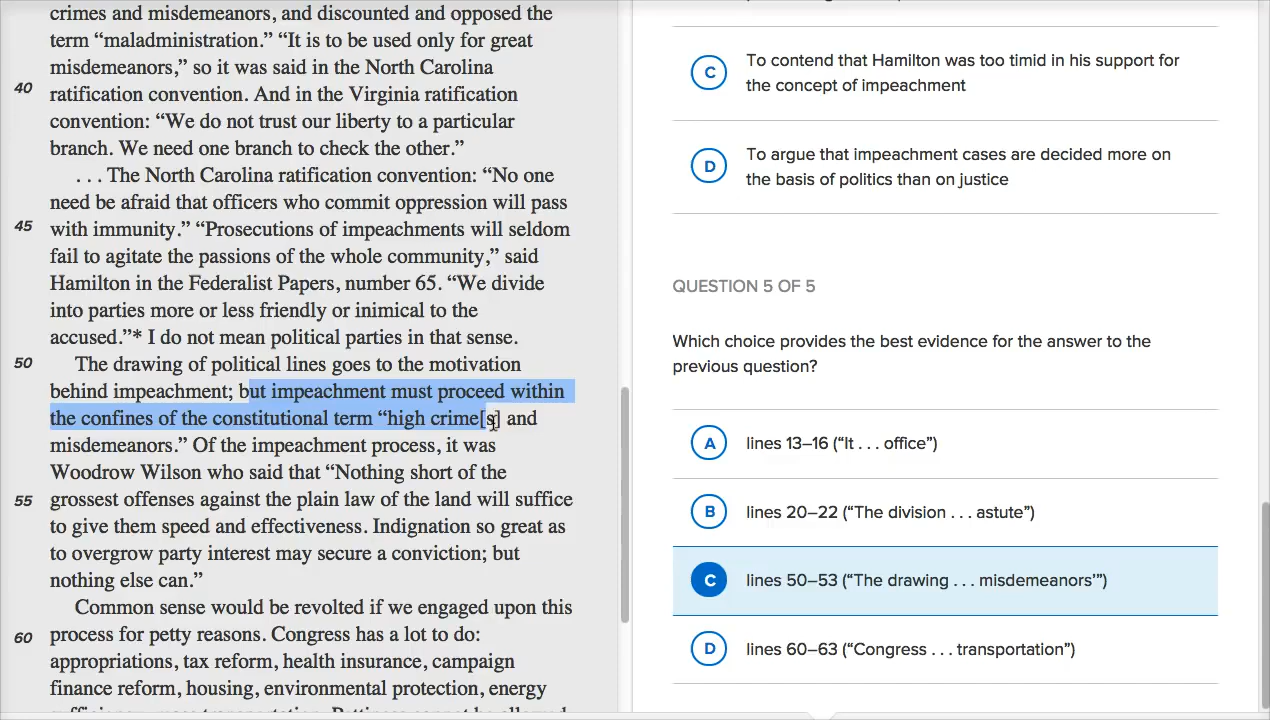 crimes and misdemeanors, and discounted and opposed the
term “maladministration.” “It is to be used only for great
misdemeanors,” so it was said in the North Carolina
40 ratification convention. And in the Virginia ratification
convention: “We do not trust our liberty to a particular
branch. We need one branch to check the other.”
. . . The North Carolina ratification convention: “No one
need be afraid that officers who commit oppression will pass
45 with immunity.” “Prosecutions of impeachments will seldom
fail to agitate the passions of the whole community,” said
Hamilton in the Federalist Papers, number 65. “We divide
into parties more or less friendly or inimical to the
accused.”* I do not mean political parties in that sense.
50 The drawing of political lines goes to the motivation
behind impeachment; but impeachment must proceed within
the confines of the constitutional term “high crime[s] and
misdemeanors.” Of the impeachment process, it was
Woodrow Wilson who said that “Nothing short of the
55 grossest offenses against the plain law of the land will suffice
to give them speed and effectiveness. Indignation so great as
to overgrow party interest may secure a conviction; but
nothing else can.”
Common sense would be revolted if we engaged upon this
60 process for petty reasons. Congress has a lot to do:
appropriations, tax reform, health insurance, campaign
finance reform, housing, environmental protection, energy
C To contend that Hamilton was too timid in his support for
the concept of impeachment
D To argue that impeachment cases are decided more on
the basis of politics than on justice
QUESTION 5 OF 5
Which choice provides the best evidence for the answer to the
previous question?
A lines 13–16 (“It . . . office”)
B lines 20–22 (“The division . . . astute”)
C lines 50–53 (“The drawing . . . misdemeanors’”)
D lines 60–63 (“Congress . . . transportation”)